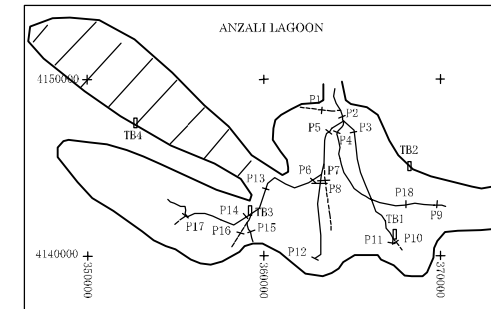 ANZALI LAGOON
4150000
P1
P2
P5
P4
P3
TB4
TB2
P6
P7
P13
P8
P18
P9
P14
TB3
TB1
P17
P16
P15
P11
P10
4140000
P12
350000
360000
370000